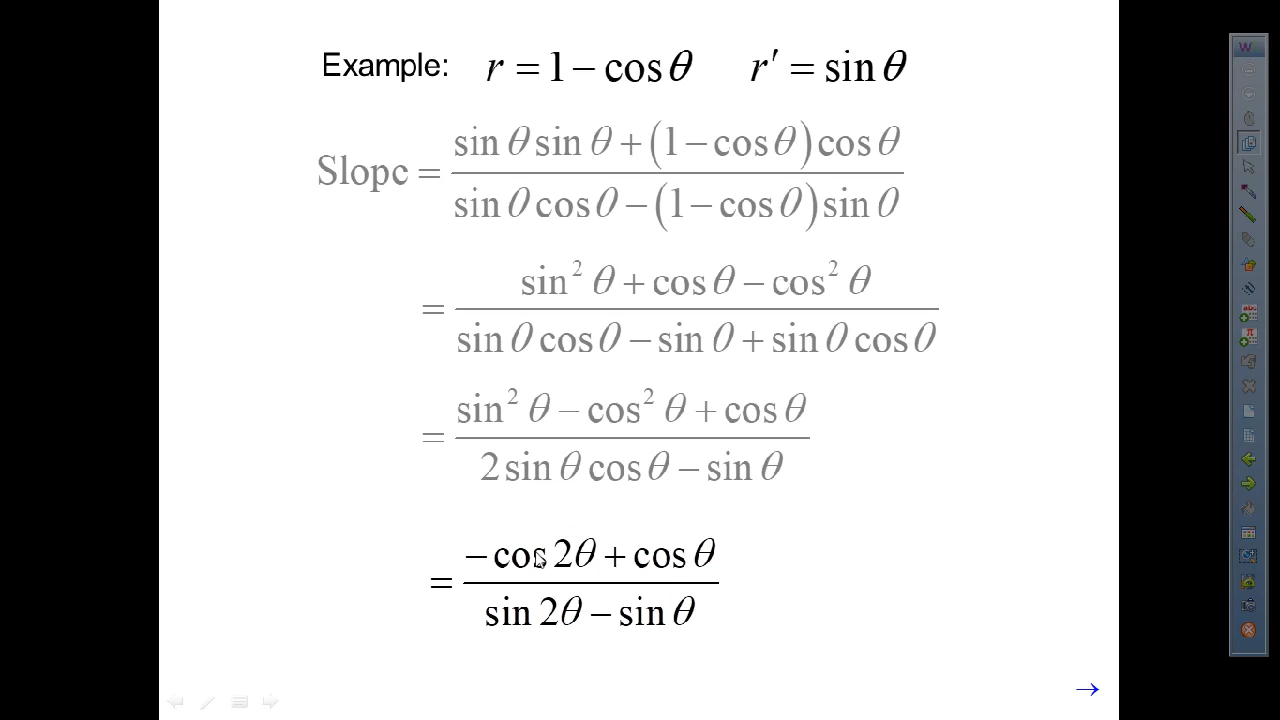 Example: r = 1 − cos θ r′ = sin θ
Slope = (sin θ sin θ + (1 − cos θ) cos θ) / (sin θ cos θ − (1 − cos θ) sin θ)
= (sin² θ + cos θ − cos² θ) / (sin θ cos θ − sin θ + sin θ cos θ)
= (sin² θ − cos² θ + cos θ) / (2 sin θ cos θ − sin θ)
= (− cos 2θ + cos θ) / (sin 2θ − sin θ)
→